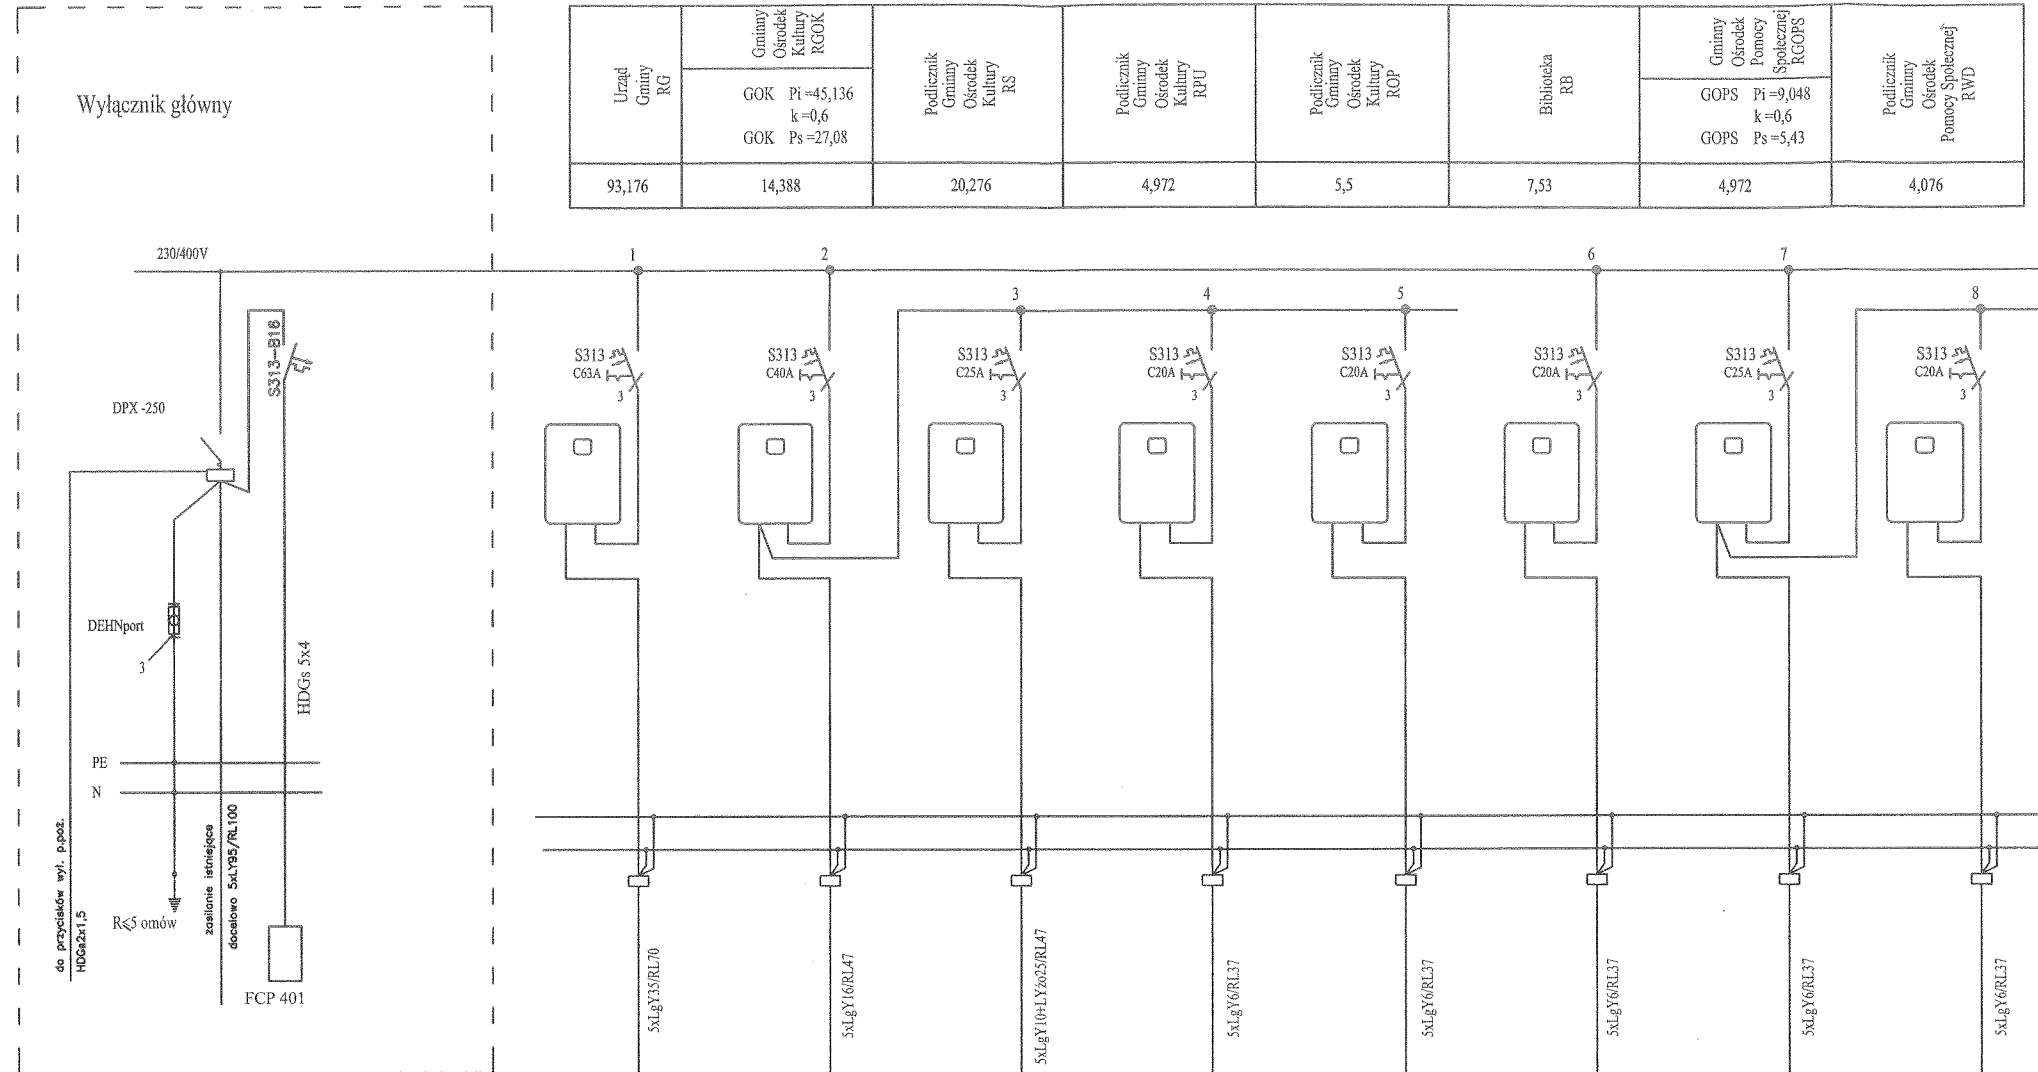 Wyłącznik główny
Urząd
Gminy
RG
Gminny
Ośrodek
Kultury
RGOK
GOK Pi =45,136
k =0,6
GOK Ps =27,08
Podlicznik
Gminny
Ośrodek
Kultury
RS
Podlicznik
Gminny
Ośrodek
Kultury
RPU
Podlicznik
Gminny
Ośrodek
Kultury
ROP
Biblioteka
RB
Gminny
Ośrodek
Pomocy
Społecznej
RGOPS
GOPS Pi =9,048
k =0,6
GOPS Ps =5,43
Podlicznik
Gminny
Ośrodek
Pomocy Społecznej
RWD
93,176
14,388
20,276
4,972
5,5
7,53
4,972
4,076
230/400V
1
2
6
7
3
4
5
8
S313-B16
S313
C63A
3
S313
C40A
3
S313
C25A
3
S313
C20A
3
S313
C20A
3
S313
C20A
3
S313
C25A
3
S313
C20A
3
DPX -250
DEHNport
3
HDGs 5x4
PE
N
do przycisków wył. p.poż.
HDGs2x1,5
R⩽5 omów
zasilanie istniejące
docelowo 5xLY95/RL100
FCP 401
5xLgY35/RL70
5xLgY16/RL47
5xLgY10+LYżo25/RL47
5xLgY6/RL37
5xLgY6/RL37
5xLgY6/RL37
5xLgY6/RL37
5xLgY6/RL37